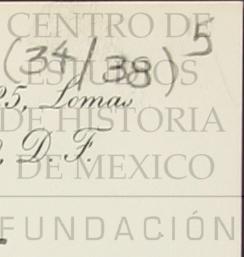 CENTRO DE
(34/38) 5
ESTUDIOS
25, Lomas
DE HISTORIA
D. F.
DE MEXICO
FUNDACIÓN